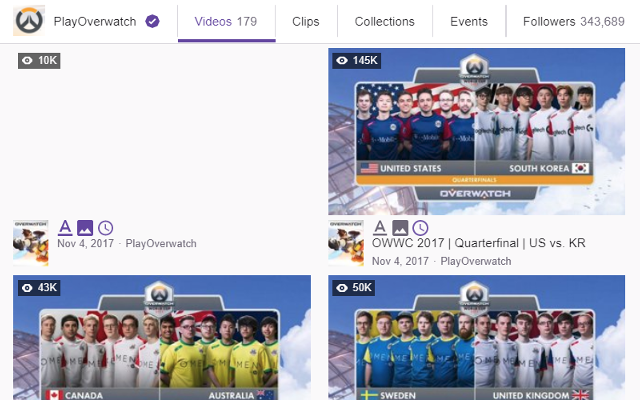 PlayOverwatch Videos 179 Clips Collections Events Followers 343,689
10K
145K
UNITED STATES SOUTH KOREA
QUARTERFINALS
OVERWATCH
Nov 4, 2017 · PlayOverwatch
OWWC 2017 | Quarterfinal | US vs. KR
Nov 4, 2017 · PlayOverwatch
43K
CANADA AUSTRALIA
50K
SWEDEN UNITED KINGDOM